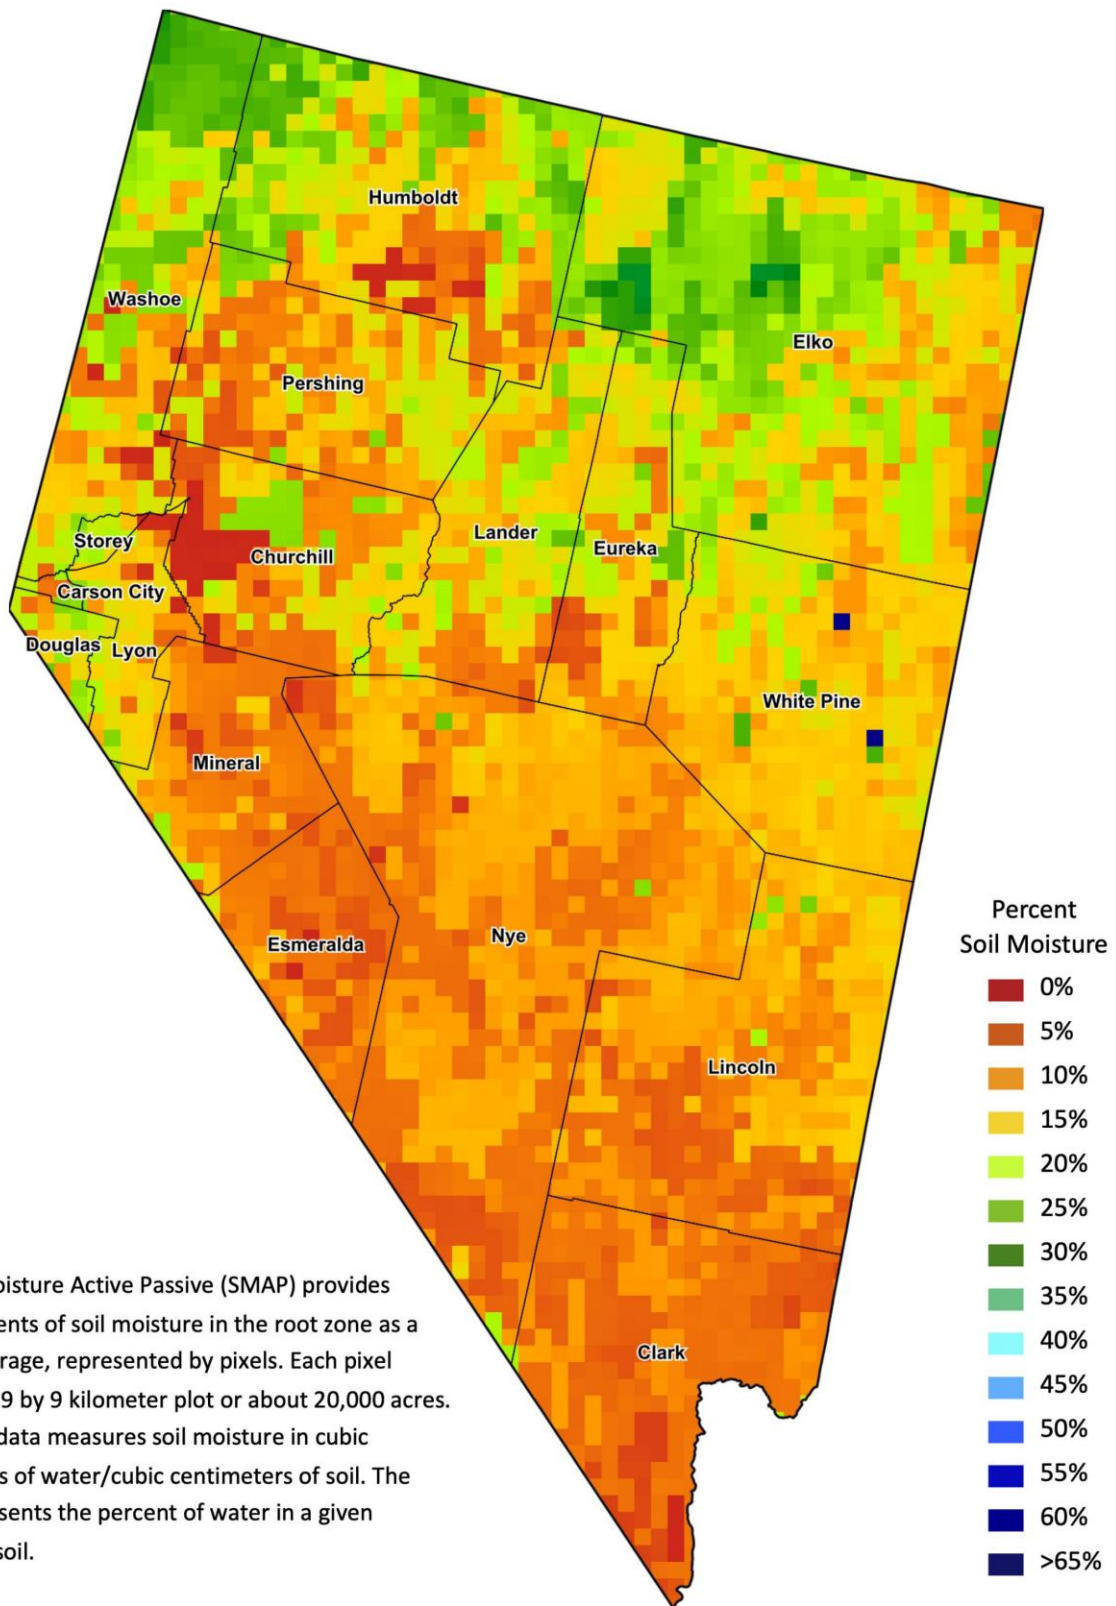 Humboldt
Washoe
Elko
Pershing
Lander
Storey
Churchill
Eureka
Carson City
Douglas
Lyon
White Pine
Mineral
Esmeralda
Nye
Lincoln
Clark
Percent
Soil Moisture
0%
5%
10%
15%
20%
25%
30%
35%
40%
45%
50%
55%
60%
>65%
oisture Active Passive (SMAP) provides
ents of soil moisture in the root zone as a
rage, represented by pixels. Each pixel
9 by 9 kilometer plot or about 20,000 acres.
data measures soil moisture in cubic
s of water/cubic centimeters of soil. The
sents the percent of water in a given
soil.